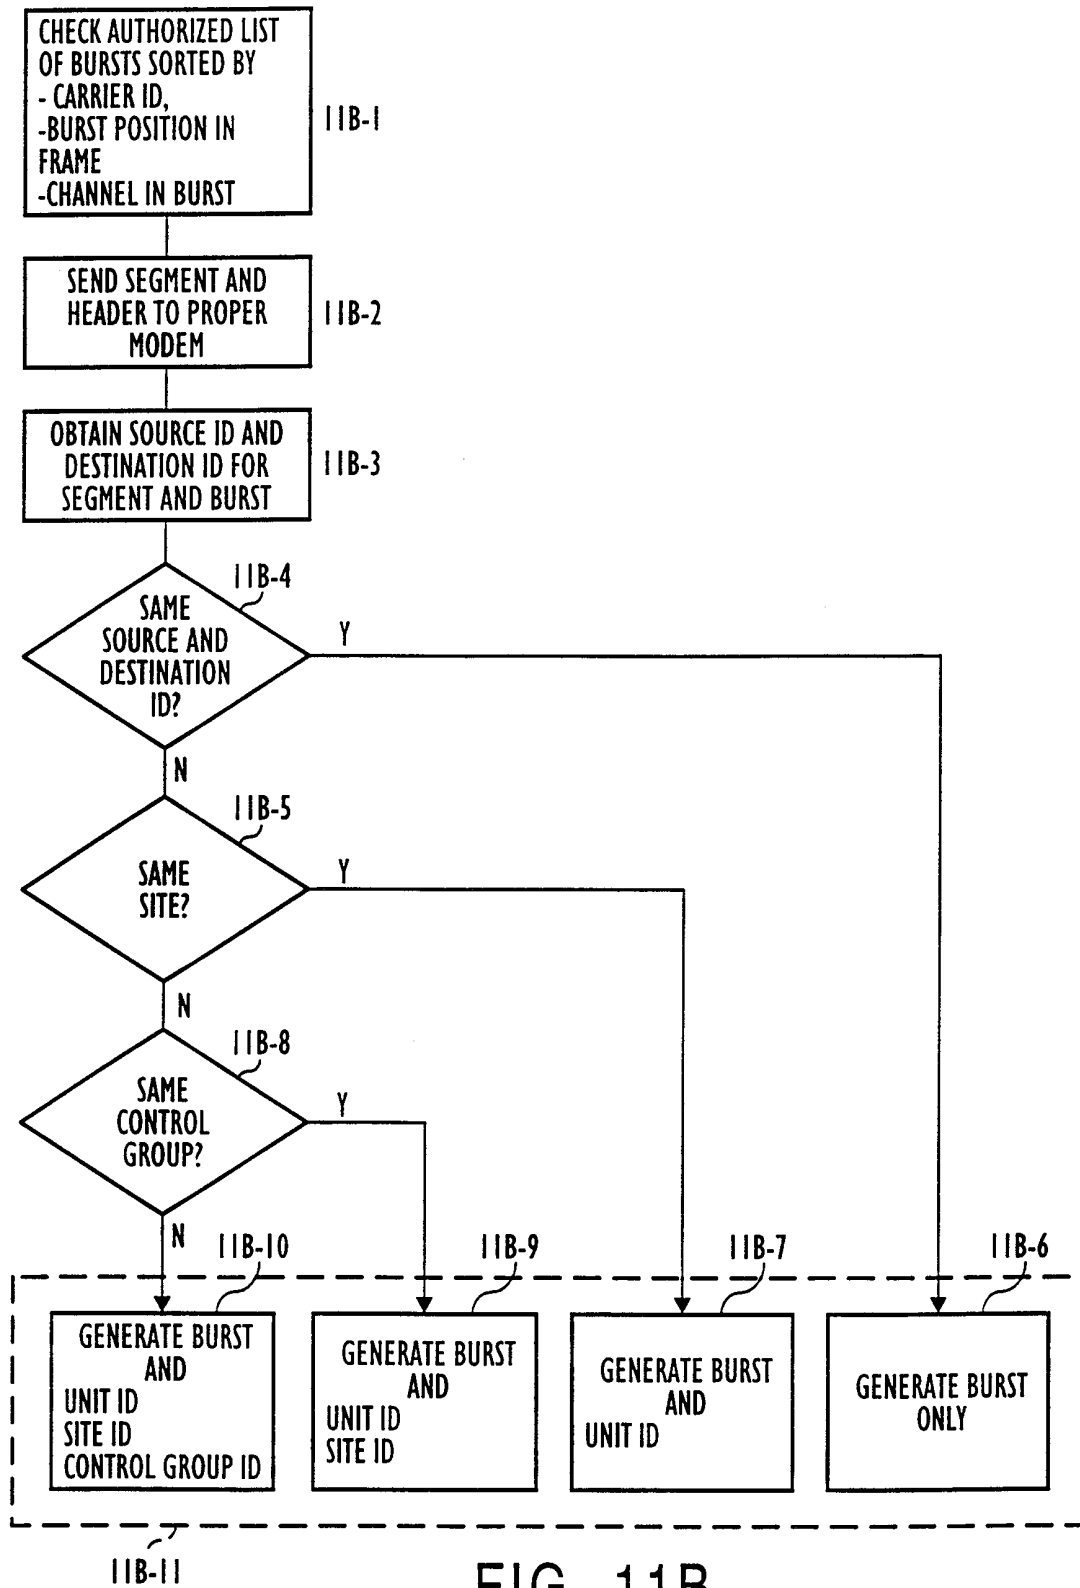 CHECK AUTHORIZED LIST
OF BURSTS SORTED BY
- CARRIER ID,
-BURST POSITION IN
FRAME
-CHANNEL IN BURST
11B-1
SEND SEGMENT AND
HEADER TO PROPER
MODEM
11B-2
OBTAIN SOURCE ID AND
DESTINATION ID FOR
SEGMENT AND BURST
11B-3
11B-4
SAME
SOURCE AND
DESTINATION
ID?
Y
N
11B-5
SAME
SITE?
Y
N
11B-8
SAME
CONTROL
GROUP?
Y
N
11B-10
GENERATE BURST
AND
UNIT ID
SITE ID
CONTROL GROUP ID
11B-9
GENERATE BURST
AND
UNIT ID
SITE ID
11B-7
GENERATE BURST
AND
UNIT ID
11B-6
GENERATE BURST
ONLY
11B-11
FIG. 11B